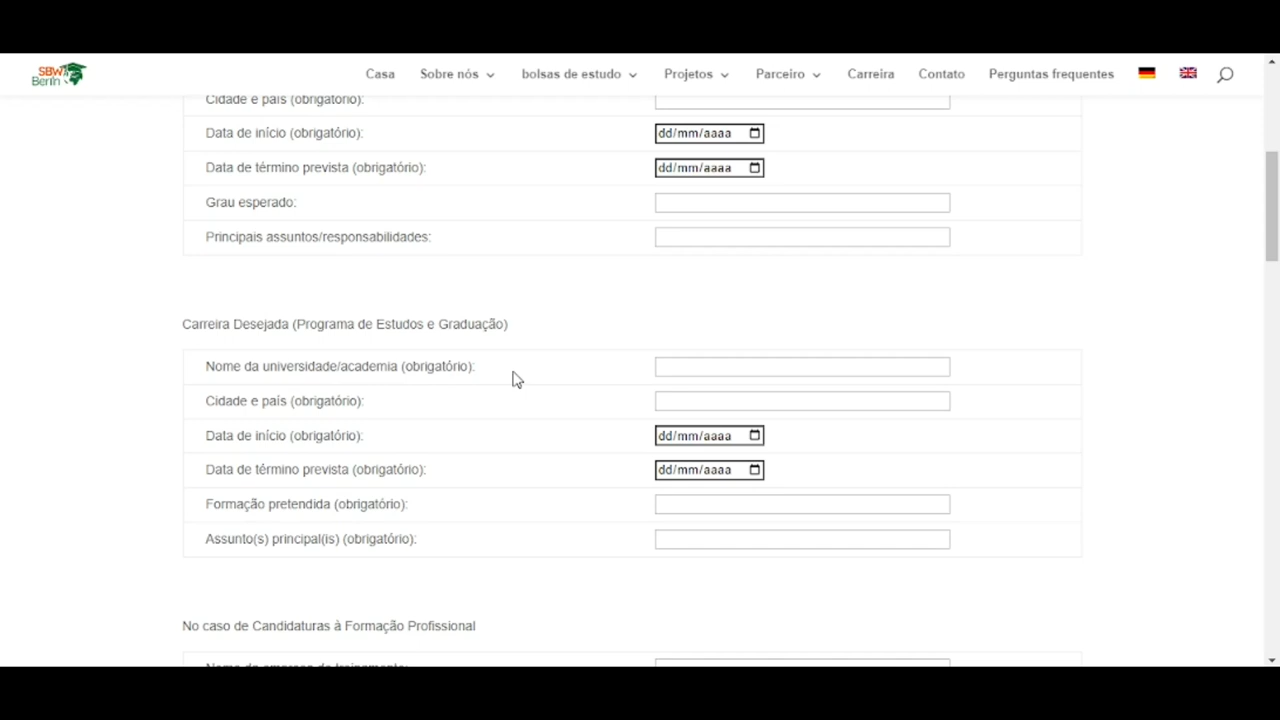 SBW Berlin
Casa Sobre nós bolsas de estudo Projetos Parceiro Carreira Contato Perguntas frequentes
Cidade e país (obrigatório):
Data de início (obrigatório): dd/mm/aaaa
Data de término prevista (obrigatório): dd/mm/aaaa
Grau esperado:
Principais assuntos/responsabilidades:
Carreira Desejada (Programa de Estudos e Graduação)
Nome da universidade/academia (obrigatório):
Cidade e país (obrigatório):
Data de início (obrigatório): dd/mm/aaaa
Data de término prevista (obrigatório): dd/mm/aaaa
Formação pretendida (obrigatório):
Assunto(s) principal(is) (obrigatório):
No caso de Candidaturas à Formação Profissional